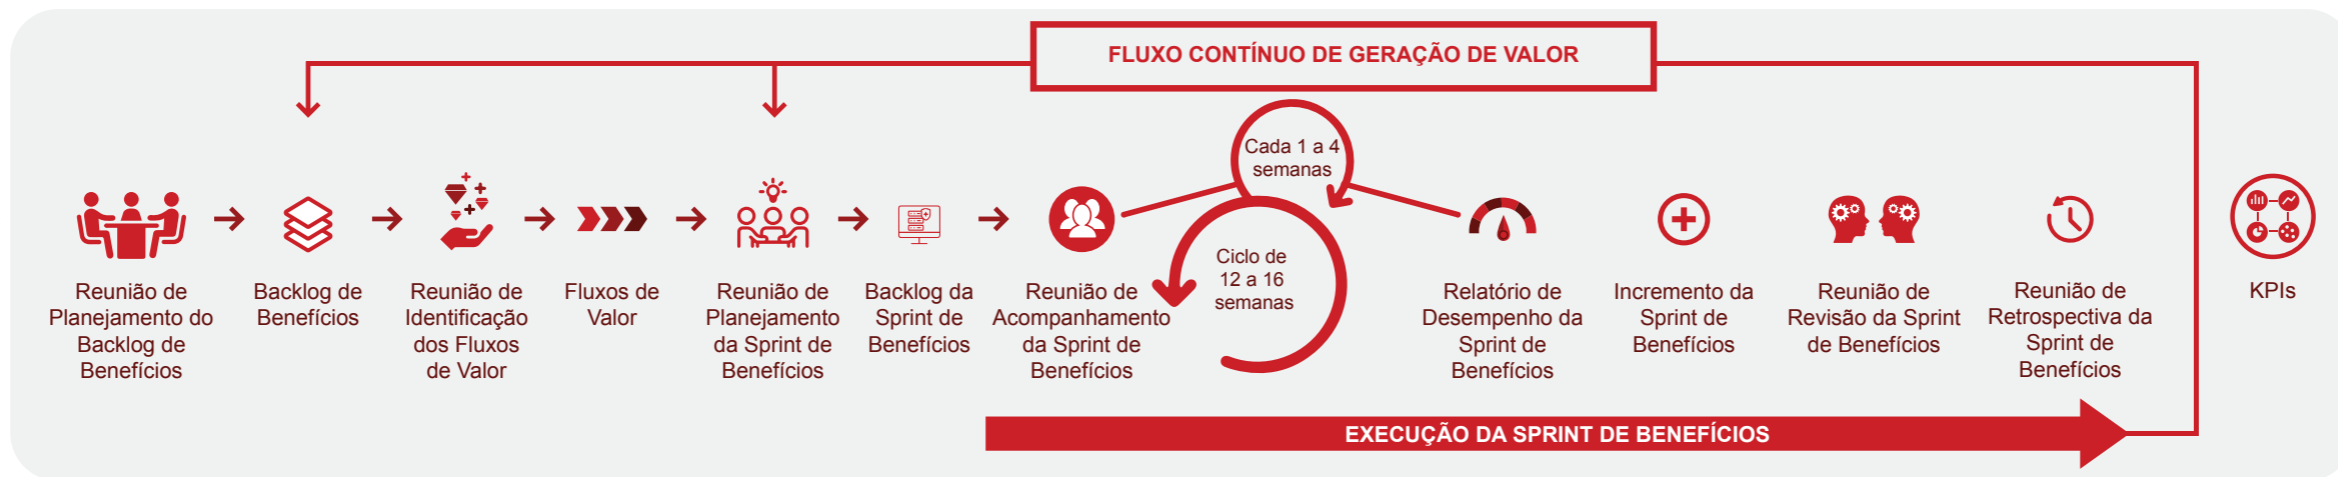 FLUXO CONTÍNUO DE GERAÇÃO DE VALOR
Cada 1 a 4
semanas
Ciclo de
12 a 16
semanas
Reunião de
Planejamento do
Backlog de
Benefícios
Backlog de
Benefícios
Reunião de
Identificação
dos Fluxos
de Valor
Fluxos de
Valor
Reunião de
Planejamento
da Sprint de
Benefícios
Backlog da
Sprint de
Benefícios
Reunião de
Acompanhamento
da Sprint de
Benefícios
Relatório de
Desempenho da
Sprint de
Benefícios
Incremento da
Sprint de
Benefícios
Reunião de
Revisão da Sprint
de Benefícios
Reunião de
Retrospectiva da
Sprint de
Benefícios
KPIs
EXECUÇÃO DA SPRINT DE BENEFÍCIOS